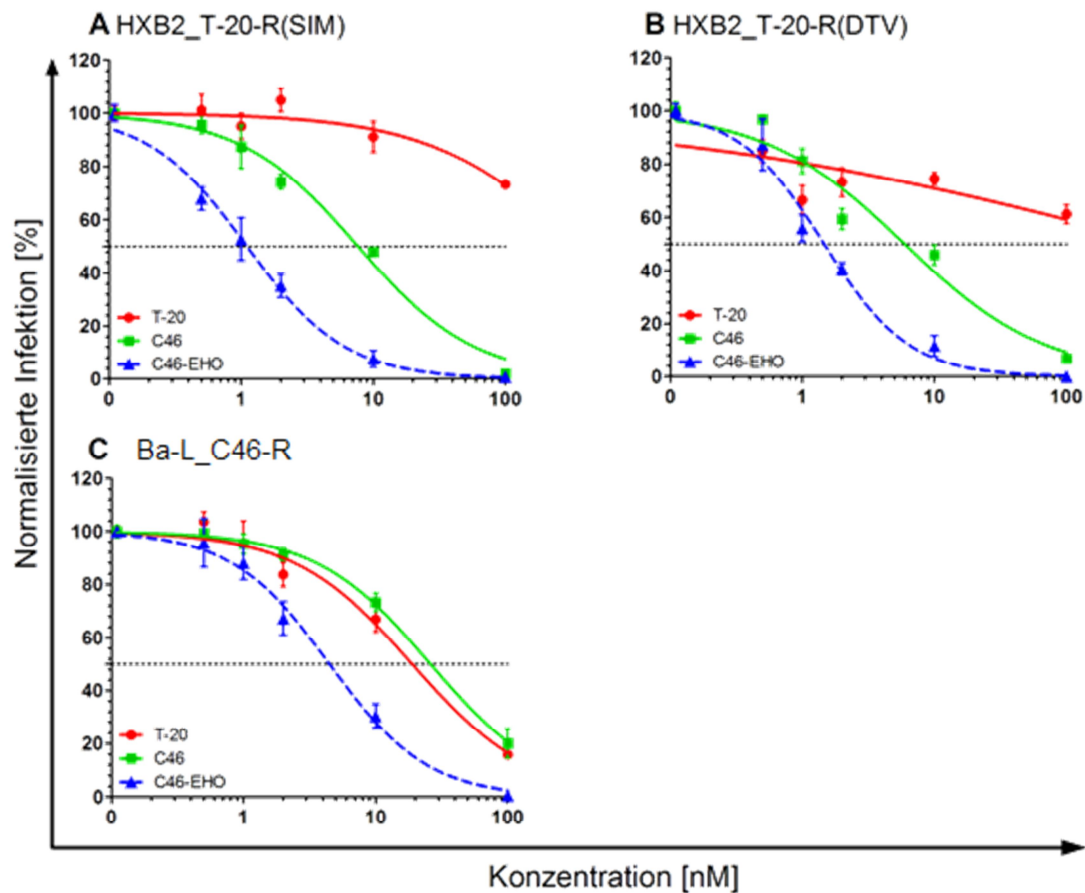 A HXB2_T-20-R(SIM)
120
100
80
60
40
20
0
0 1 10 100
T-20
C46
C46-EHO
B HXB2_T-20-R(DTV)
120
100
80
60
40
20
0
0 1 10 100
T-20
C46
C46-EHO
C Ba-L_C46-R
120
100
80
60
40
20
0
0 1 10 100
T-20
C46
C46-EHO
Normalisierte Infektion [%]
Konzentration [nM]